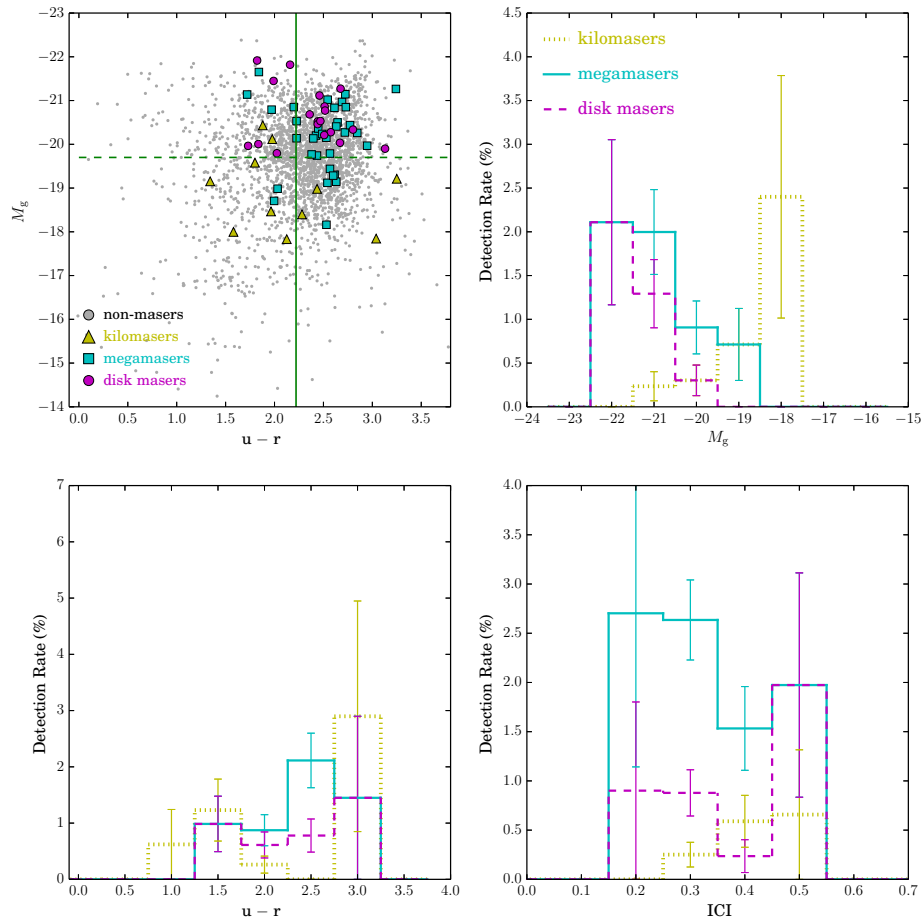 −23
−22
−21
−20
−19
−18
−17
−16
−15
−14
M_g
0.0 0.5 1.0 1.5 2.0 2.5 3.0 3.5
u − r
non-masers
kilomasers
megamasers
disk masers
4.5
4.0
3.5
3.0
2.5
2.0
1.5
1.0
0.5
0.0
Detection Rate (%)
−24 −23 −22 −21 −20 −19 −18 −17 −16 −15
M_g
kilomasers
megamasers
disk masers
7
6
5
4
3
2
1
0
Detection Rate (%)
0.0 0.5 1.0 1.5 2.0 2.5 3.0 3.5 4.0
u − r
4.0
3.5
3.0
2.5
2.0
1.5
1.0
0.5
0.0
Detection Rate (%)
0.0 0.1 0.2 0.3 0.4 0.5 0.6 0.7
ICI